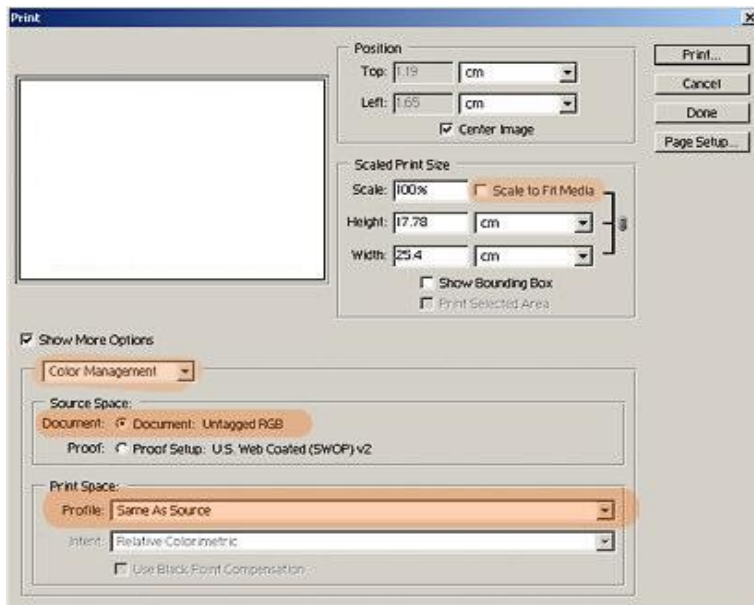 Print
Position
Top: 1.19 cm
Left: 1.65 cm
Center Image
Print...
Cancel
Done
Page Setup...
Scaled Print Size
Scale: 100% Scale to Fit Media
Height: 17.78 cm
Width: 25.4 cm
Show Bounding Box
Print Selected Area
Show More Options
Color Management
Source Space:
Document: Document: Untagged RGB
Proof: Proof Setup: U.S. Web Coated (SWOP) v2
Print Space:
Profile: Same As Source
Intent: Relative Colorimetric
Use Black Point Compensation